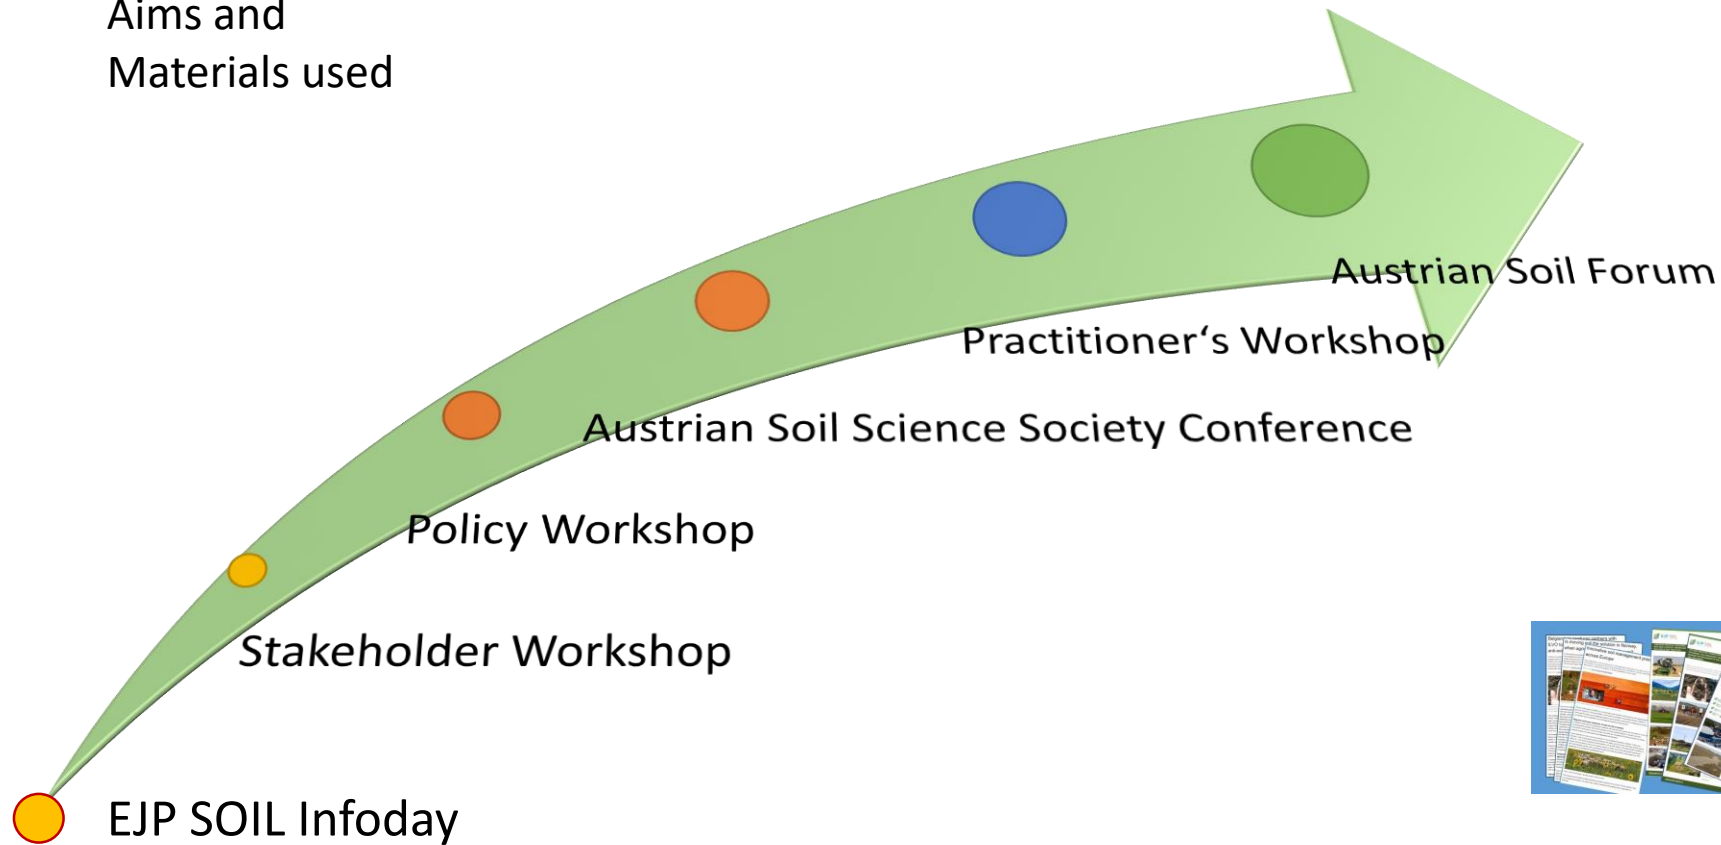 Aims and
Materials used
Austrian Soil Forum
Practitioner‘s Workshop
Austrian Soil Science Society Conference
Policy Workshop
Stakeholder Workshop
EJP SOIL Infoday